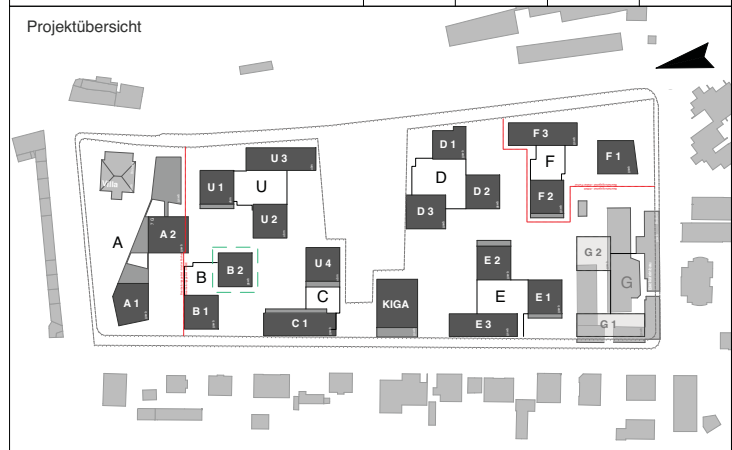 Projektübersicht
F 3
D 1
U 3
F 1
F
Villa
U 1
U
D
D 2
F 2
D 3
U 2
A
A 2
G 2
E 2
U 4
B
B 2
G
E
E 1
C
KIGA
A 1
B 1
C 1
E 3
G 1